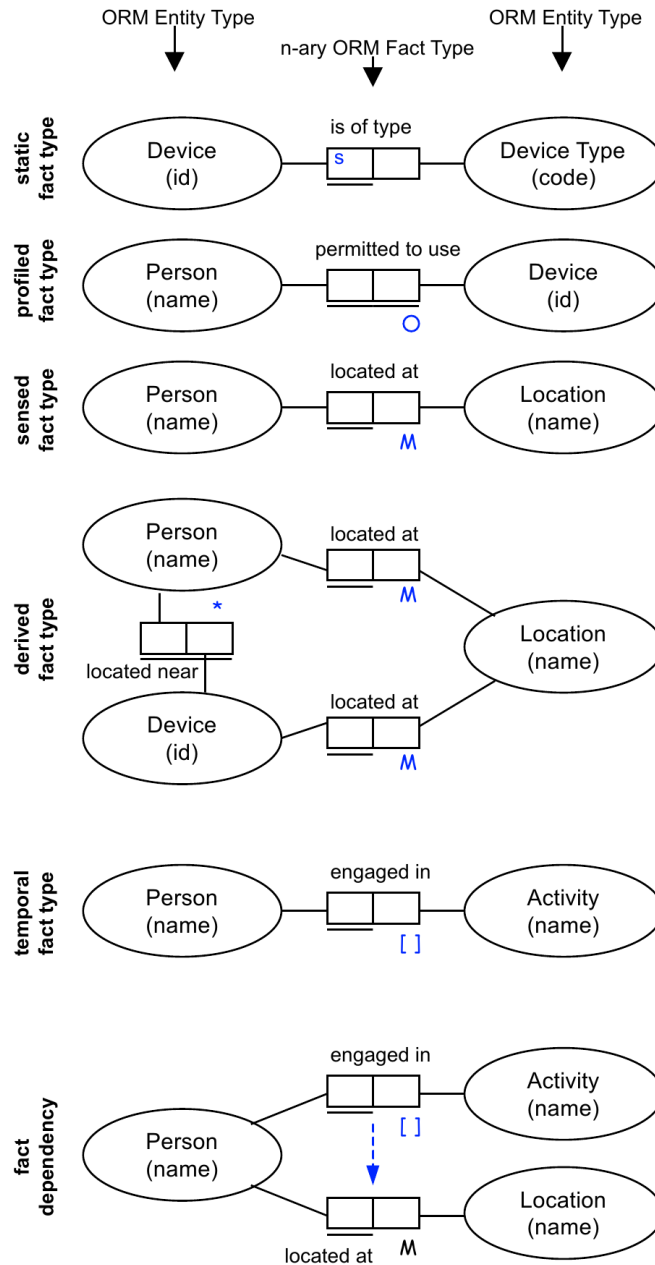 ORM Entity Type
n-ary ORM Fact Type
ORM Entity Type
static
fact type
Device
(id)
is of type
s
Device Type
(code)
profiled
fact type
Person
(name)
permitted to use
Device
(id)
sensed
fact type
Person
(name)
located at
Location
(name)
derived
fact type
Person
(name)
located at
*
located near
Location
(name)
Device
(id)
located at
temporal
fact type
Person
(name)
engaged in
[ ]
Activity
(name)
fact
dependency
Person
(name)
engaged in
[ ]
Activity
(name)
located at
Location
(name)